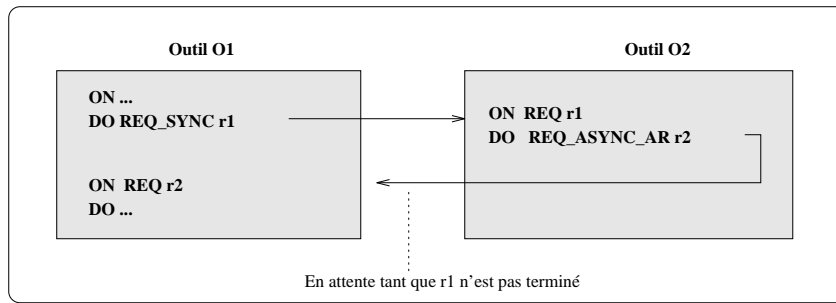 Outil O1
Outil O2
ON ...
DO REQ_SYNC r1
ON REQ r2
DO ...
ON REQ r1
DO REQ_ASYNC_AR r2
En attente tant que r1 n'est pas terminé